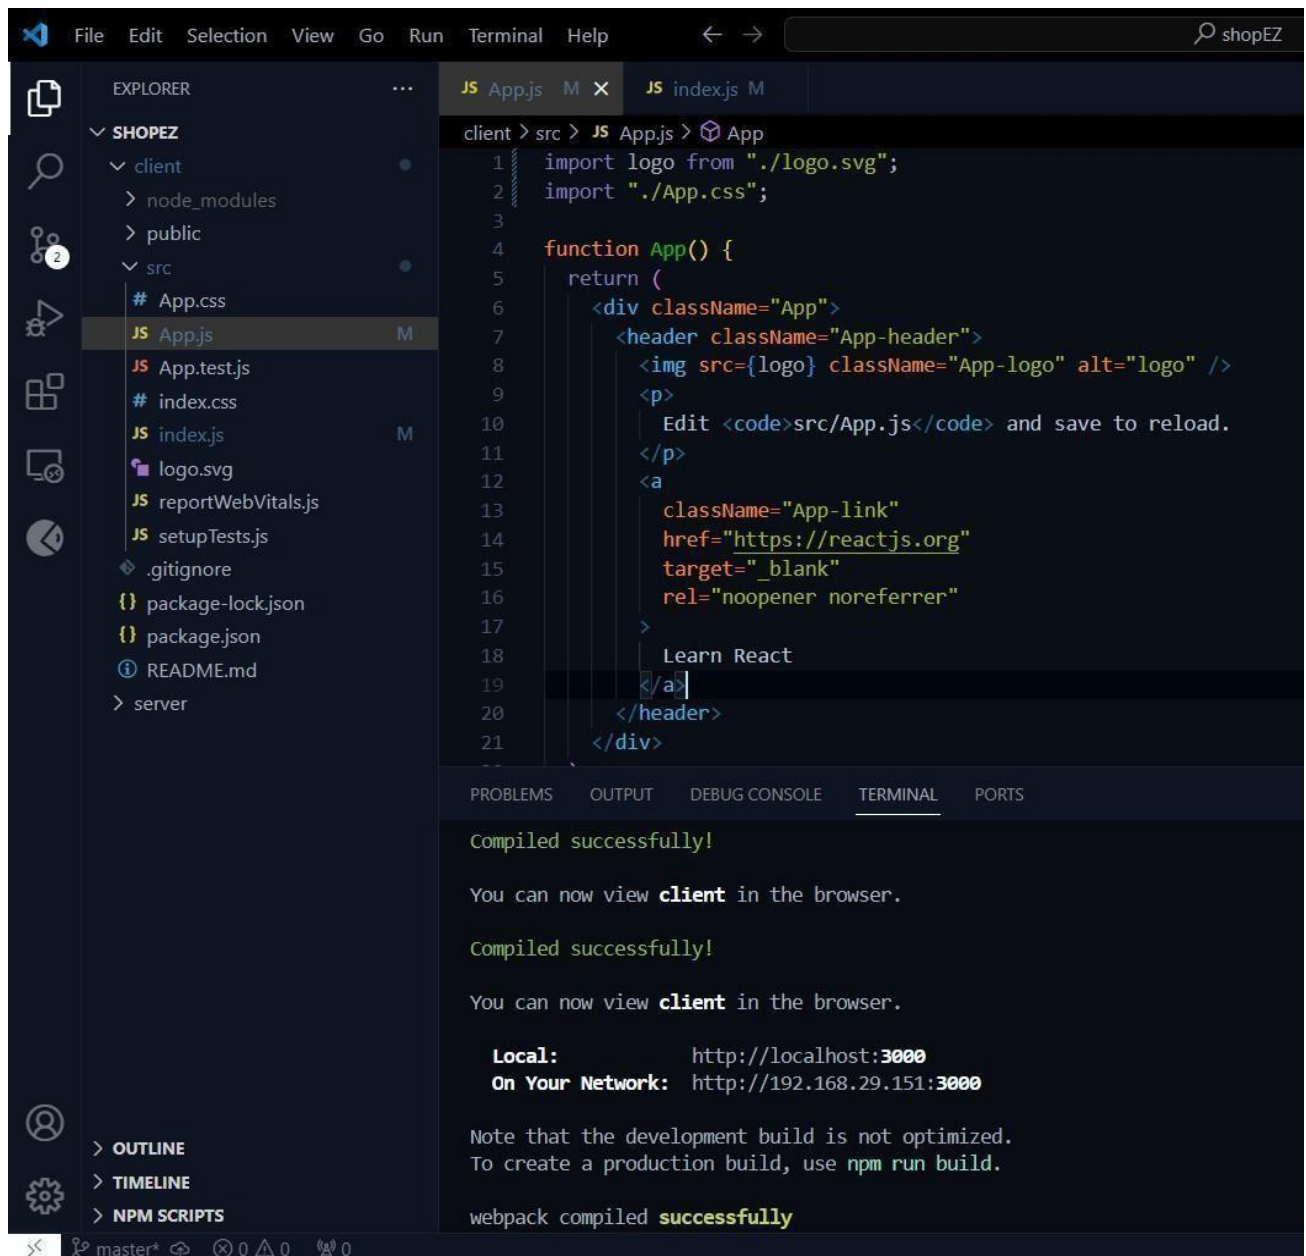 File Edit Selection View Go Run Terminal Help shopEZ
EXPLORER
SHOPEZ
client
node_modules
public
src
# App.css
JS App.js M
JS App.test.js
# index.css
JS index.js M
logo.svg
JS reportWebVitals.js
JS setupTests.js
.gitignore
{} package-lock.json
{} package.json
README.md
server
OUTLINE
TIMELINE
NPM SCRIPTS
2
JS App.js M JS index.js M
client > src > JS App.js > App
1 import logo from "./logo.svg";
2 import "./App.css";
3
4 function App() {
5 return (
6 <div className="App">
7 <header className="App-header">
8 <img src={logo} className="App-logo" alt="logo" />
9 <p>
10 Edit <code>src/App.js</code> and save to reload.
11 </p>
12 <a
13 className="App-link"
14 href="https://reactjs.org"
15 target="_blank"
16 rel="noopener noreferrer"
17 >
18 Learn React
19 </a>
20 </header>
21 </div>
PROBLEMS OUTPUT DEBUG CONSOLE TERMINAL PORTS
Compiled successfully!
You can now view client in the browser.
Compiled successfully!
You can now view client in the browser.
Local: http://localhost:3000
On Your Network: http://192.168.29.151:3000
Note that the development build is not optimized.
To create a production build, use npm run build.
webpack compiled successfully
master* 0 0 0